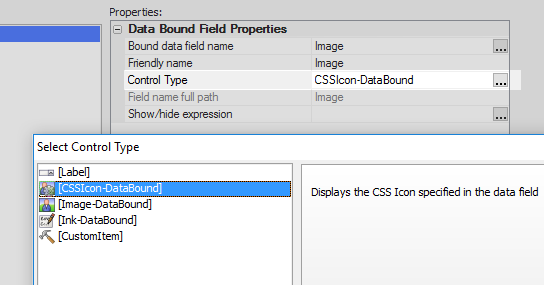 Properties:
Data Bound Field Properties
Bound data field name Image ...
Friendly name Image
Control Type CSSIcon-DataBound ...
Field name full path Image
Show/hide expression ...
Select Control Type
[Label]
[CSSIcon-DataBound]
[Image-DataBound]
[Ink-DataBound]
[CustomItem]
Displays the CSS Icon specified in the data field